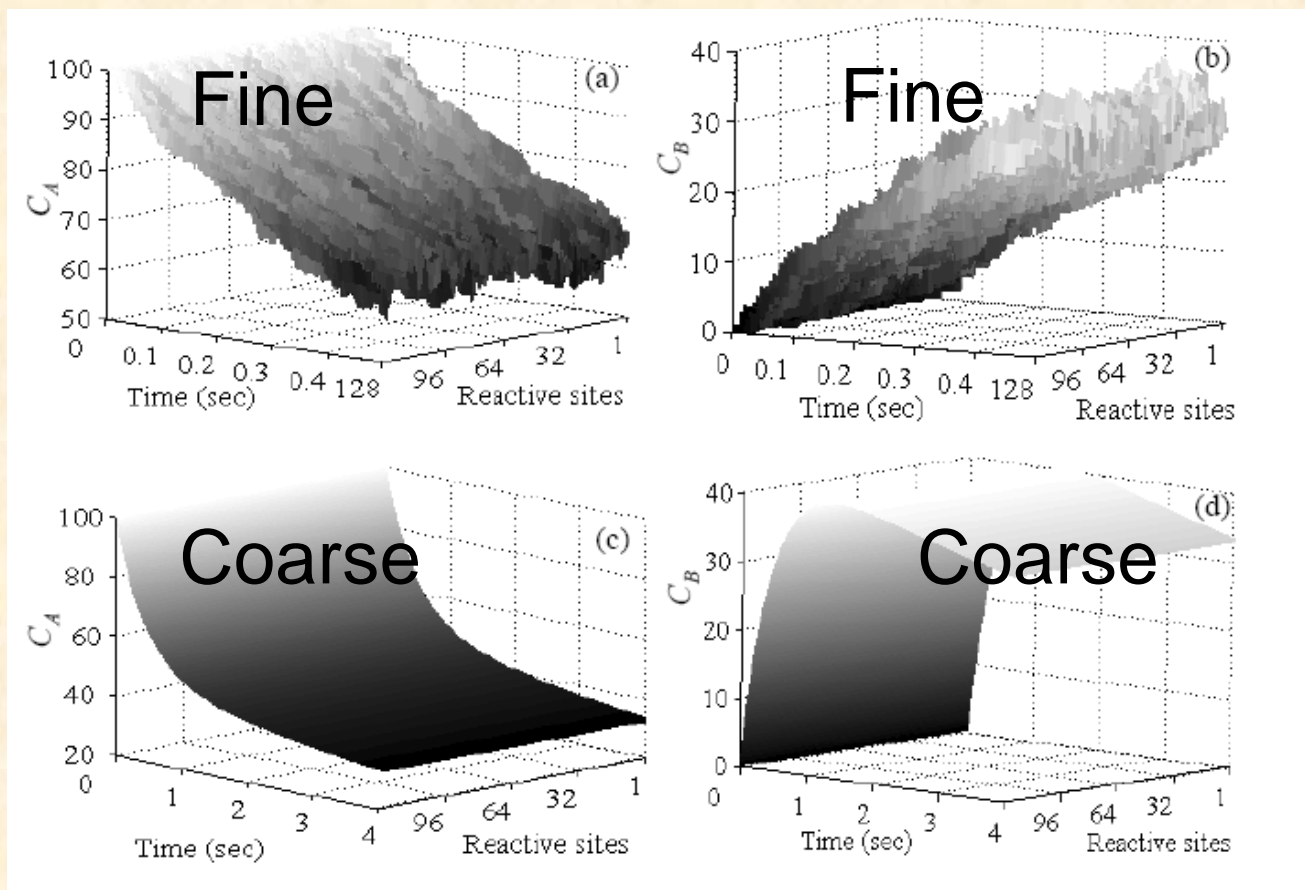 (a)
Fine
100
90
80
70
60
50
C_A
0 0.1 0.2 0.3 0.4 128 96 64 32 1
Time (sec) Reactive sites
(b)
Fine
40
30
20
10
0
C_B
0 0.1 0.2 0.3 0.4 128 96 64 32 1
Time (sec) Reactive sites
(c)
Coarse
100
80
60
40
20
C_A
0 1 2 3 4 96 64 32 1
Time (sec) Reactive sites
(d)
Coarse
40
30
20
10
0
C_B
0 1 2 3 4 96 64 32 1
Time (sec) Reactive sites